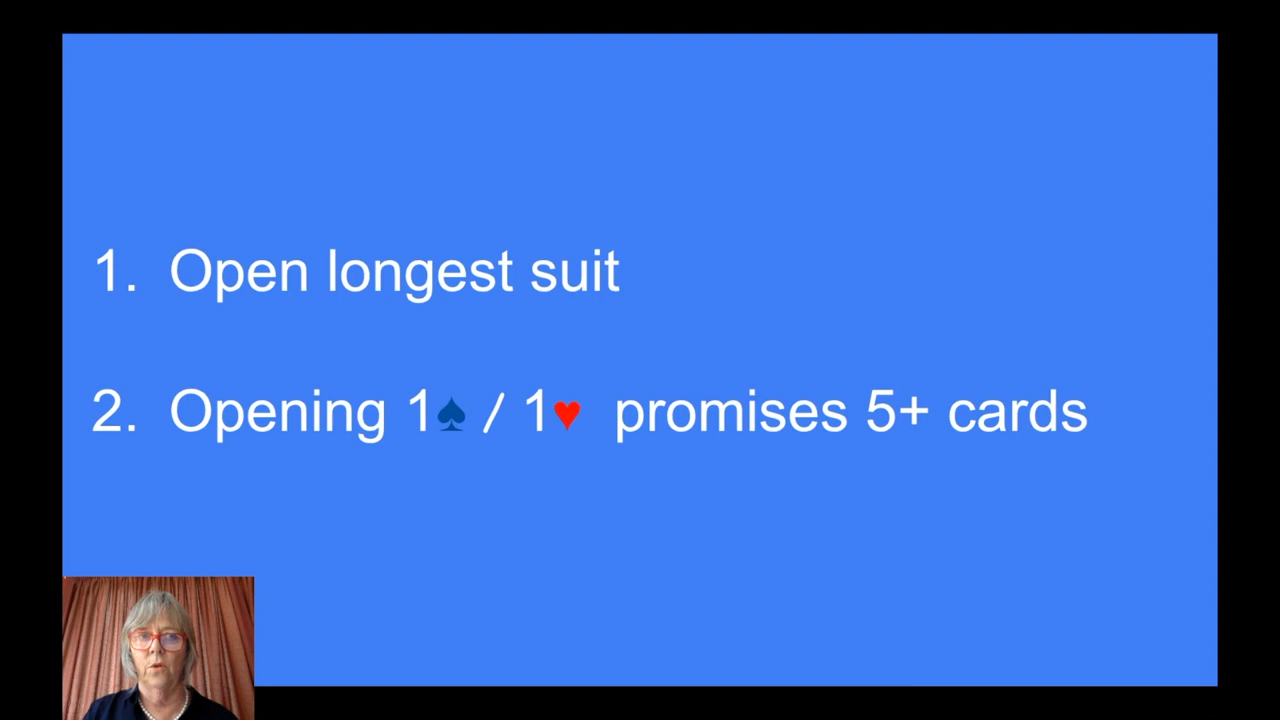 1. Open longest suit
2. Opening 1♠ / 1♥ promises 5+ cards